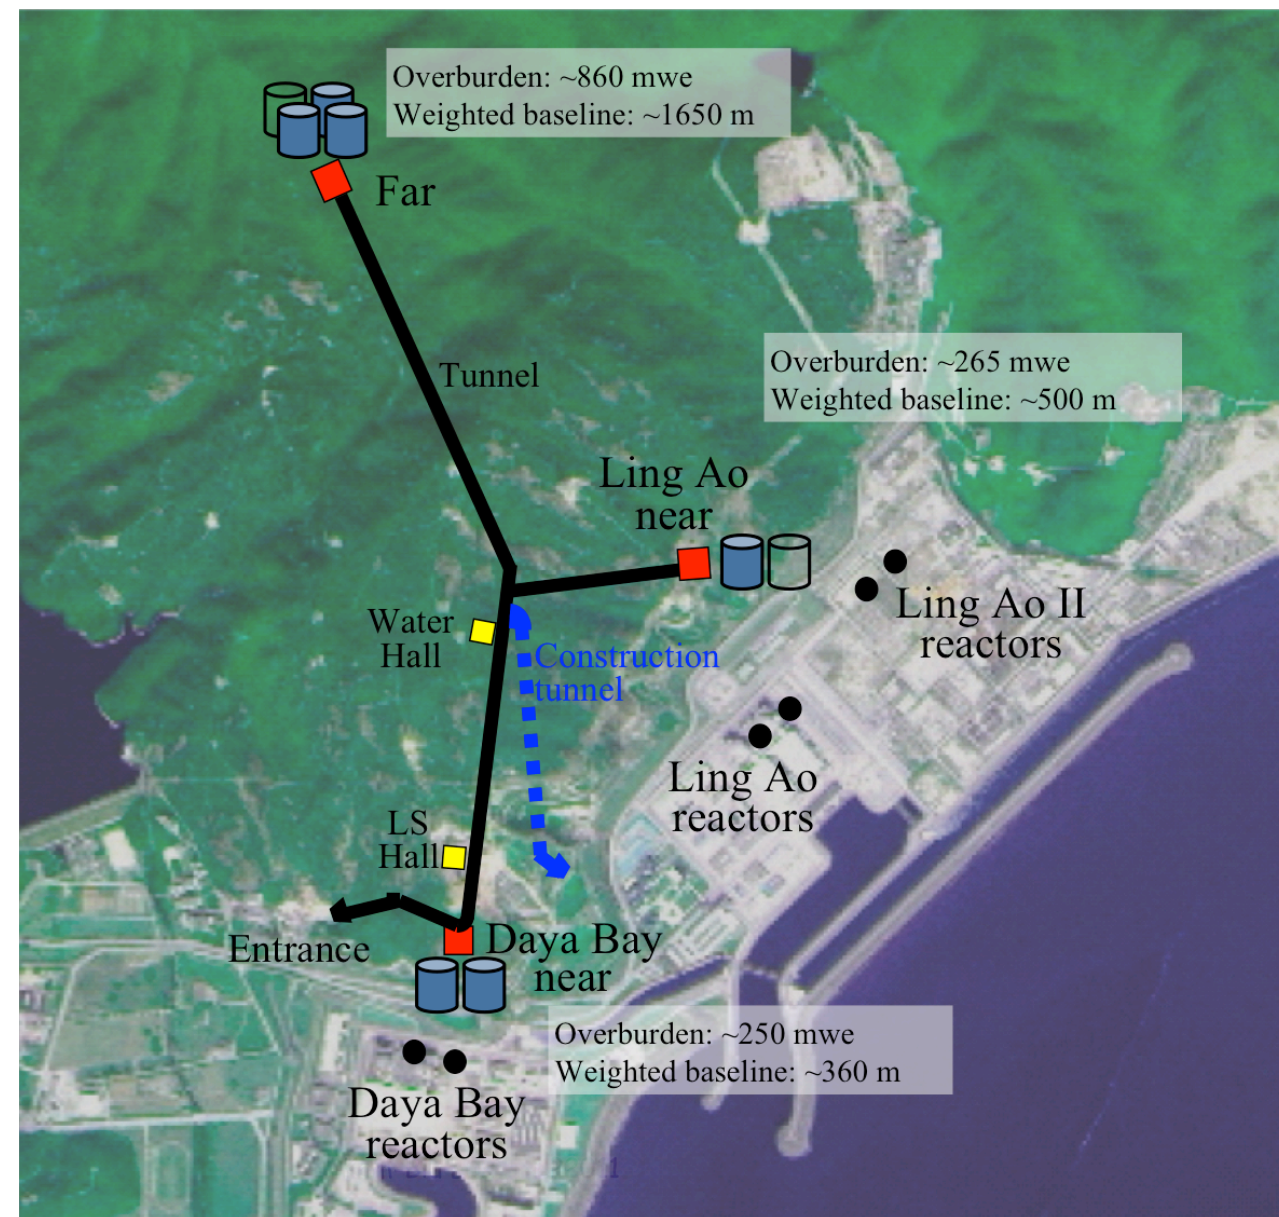 Overburden: ~860 mwe
Weighted baseline: ~1650 m
Far
Tunnel
Overburden: ~265 mwe
Weighted baseline: ~500 m
Ling Ao
near
Ling Ao II
reactors
Water
Hall
Construction
tunnel
Ling Ao
reactors
LS
Hall
Entrance
Daya Bay
near
Overburden: ~250 mwe
Weighted baseline: ~360 m
Daya Bay
reactors